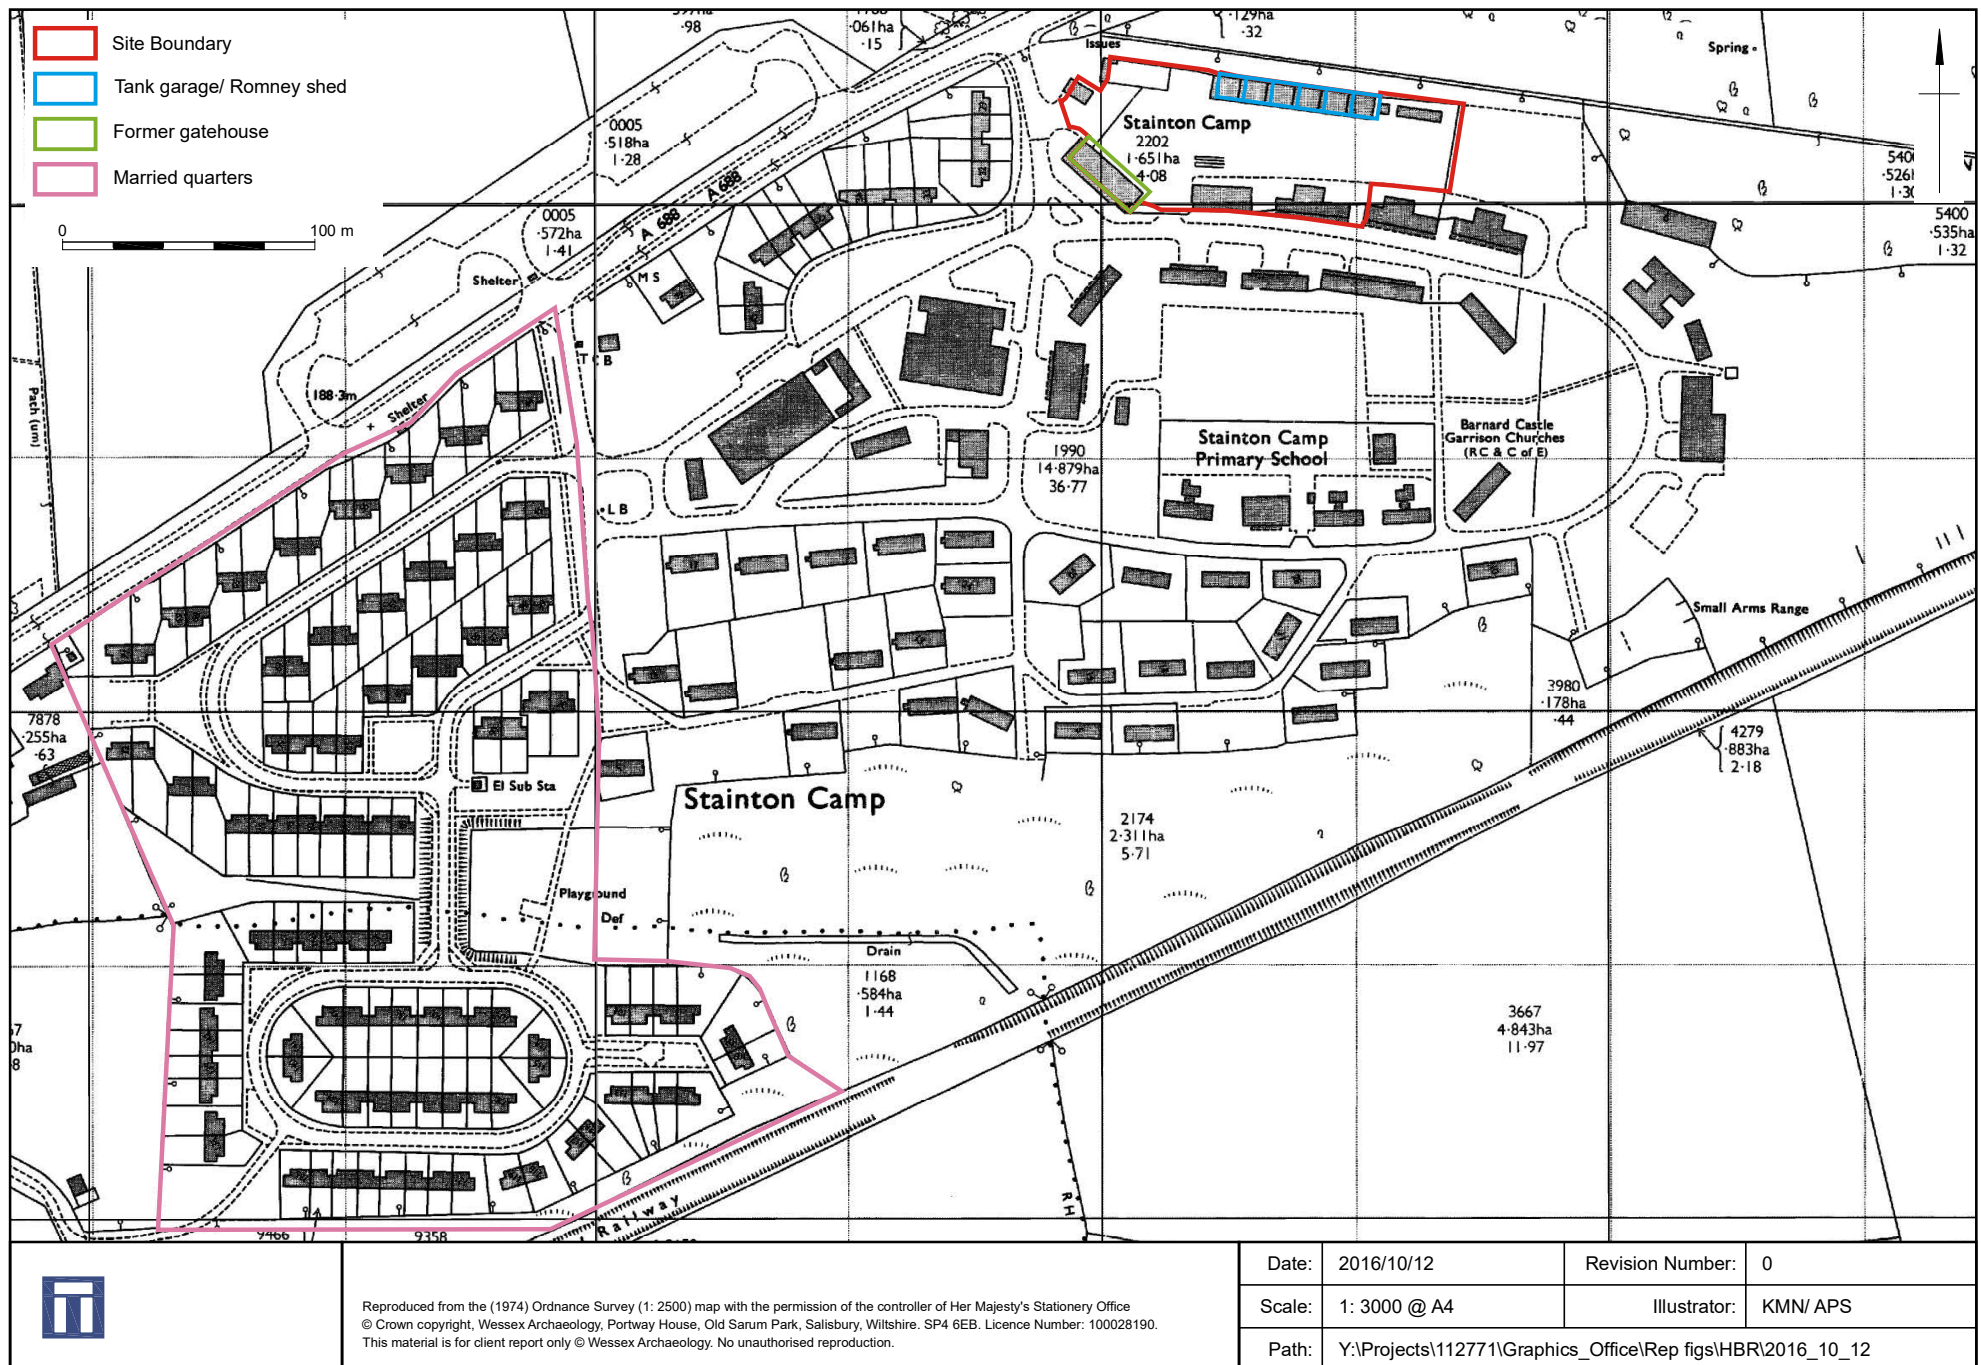 Site Boundary
Tank garage/ Romney shed
Former gatehouse
Married quarters
0
100 m
.98
.061ha
.15
.129ha
.32
Issues
Spring
0005
.518ha
1.28
Stainton Camp
2202
1.651ha
4.08
A 688
A 688
0005
.572ha
1.41
5400
.535ha
1.32
M S
Shelter
T C B
Path (um)
188.3m
Shelter
Stainton Camp
Primary School
Barnard Castle
Garrison Churches
(RC & C of E)
1990
14.879ha
36.77
L B
Small Arms Range
7878
.255ha
.63
3980
.178ha
.44
4279
.883ha
2.18
El Sub Sta
Stainton Camp
2174
2.311ha
5.71
Playground
Def
Drain
1168
.584ha
1.44
3667
4.843ha
11.97
R H
Railway
9466
9358
Reproduced from the (1974) Ordnance Survey (1: 2500) map with the permission of the controller of Her Majesty's Stationery Office
© Crown copyright, Wessex Archaeology, Portway House, Old Sarum Park, Salisbury, Wiltshire. SP4 6EB. Licence Number: 100028190.
This material is for client report only © Wessex Archaeology. No unauthorised reproduction.
Date: 2016/10/12 Revision Number: 0
Scale: 1: 3000 @ A4 Illustrator: KMN/ APS
Path: Y:\Projects\112771\Graphics_Office\Rep figs\HBR\2016_10_12